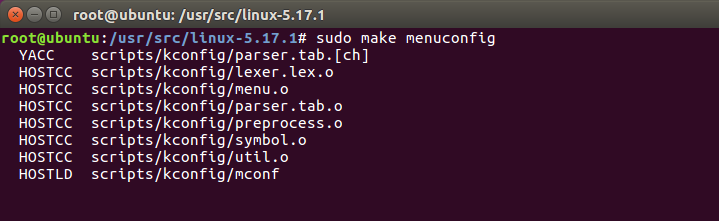 root@ubuntu: /usr/src/linux-5.17.1
root@ubuntu:/usr/src/linux-5.17.1# sudo make menuconfig
  YACC    scripts/kconfig/parser.tab.[ch]
  HOSTCC  scripts/kconfig/lexer.lex.o
  HOSTCC  scripts/kconfig/menu.o
  HOSTCC  scripts/kconfig/parser.tab.o
  HOSTCC  scripts/kconfig/preprocess.o
  HOSTCC  scripts/kconfig/symbol.o
  HOSTCC  scripts/kconfig/util.o
  HOSTLD  scripts/kconfig/mconf